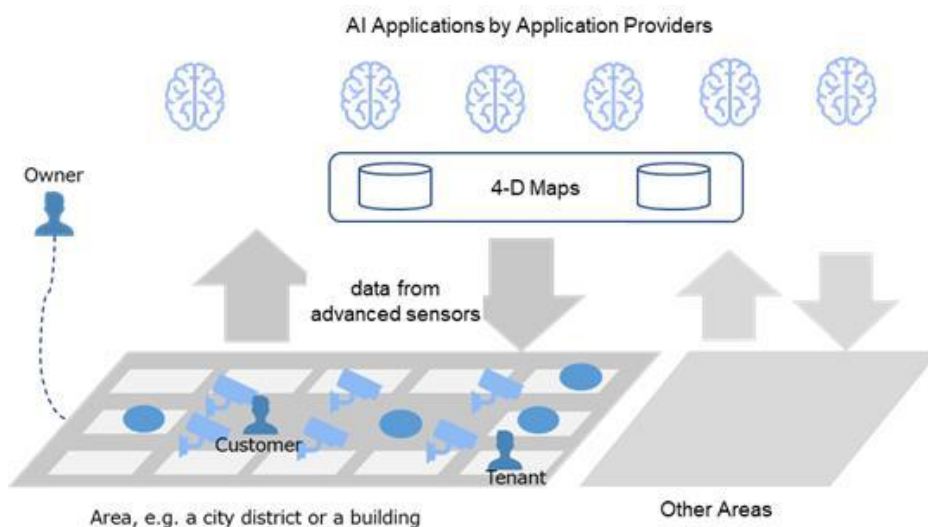 AI Applications by Application Providers
Owner
4-D Maps
data from
advanced sensors
Customer
Tenant
Area, e.g. a city district or a building
Other Areas